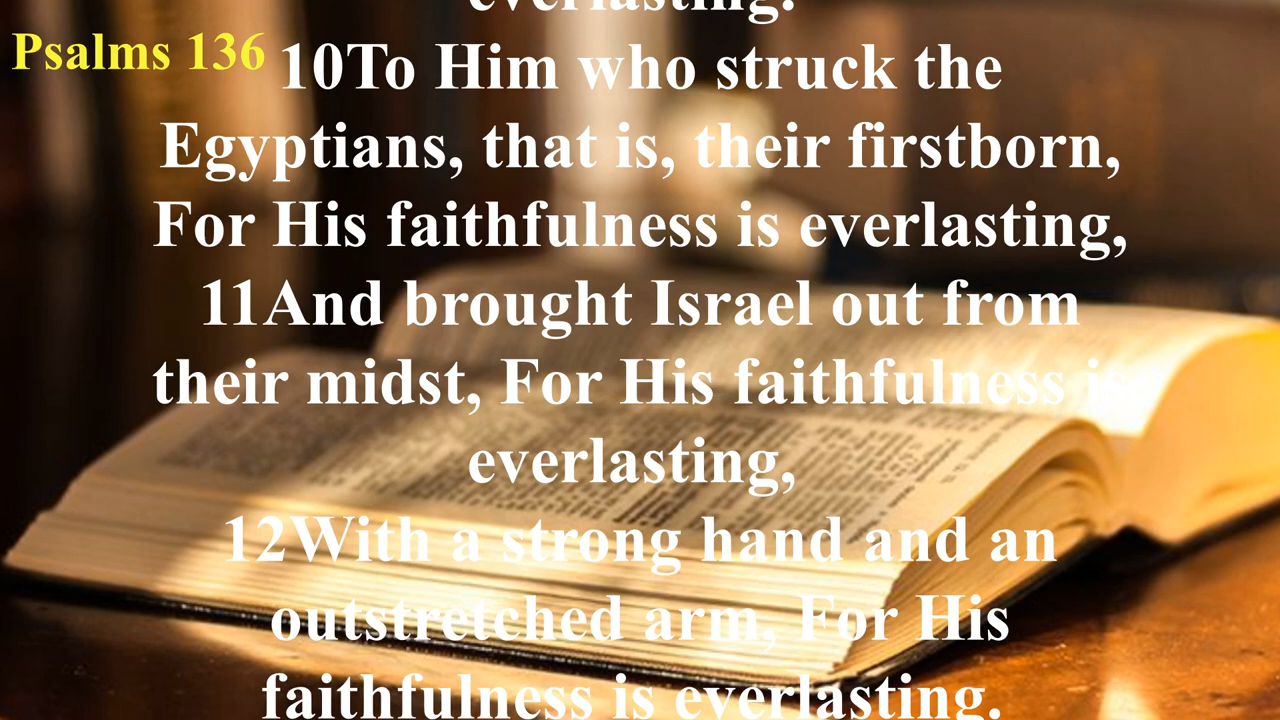 everlasting.
Psalms 136
10To Him who struck the
Egyptians, that is, their firstborn,
For His faithfulness is everlasting,
11And brought Israel out from
their midst, For His faithfulness is
everlasting,
12With a strong hand and an
outstretched arm, For His
faithfulness is everlasting.